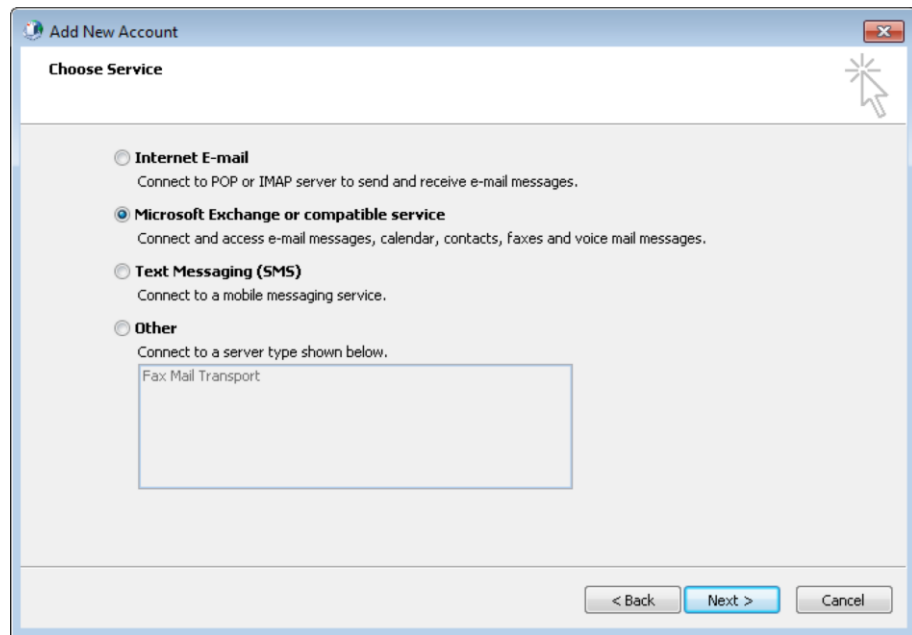 Add New Account
Choose Service
Internet E-mail
Connect to POP or IMAP server to send and receive e-mail messages.
Microsoft Exchange or compatible service
Connect and access e-mail messages, calendar, contacts, faxes and voice mail messages.
Text Messaging (SMS)
Connect to a mobile messaging service.
Other
Connect to a server type shown below.
Fax Mail Transport
< Back Next > Cancel